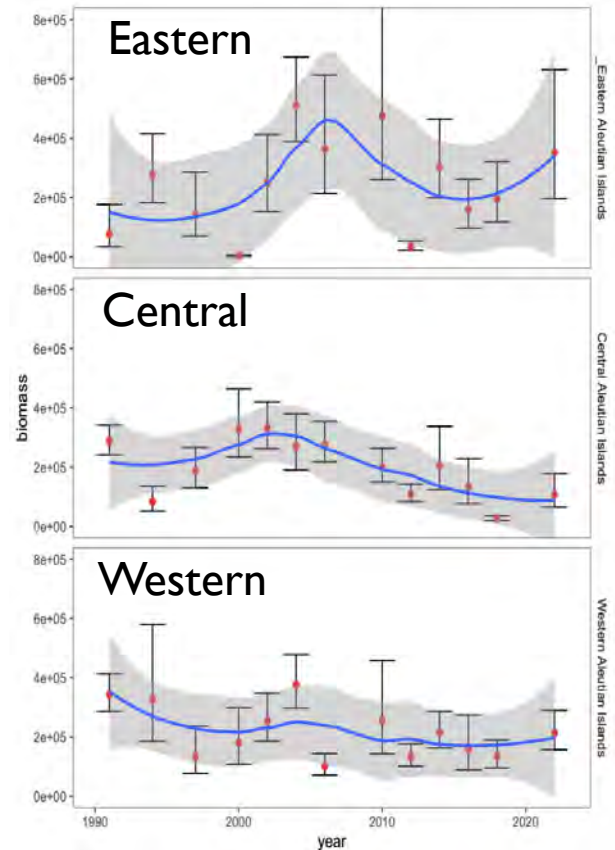 Eastern
8e+05
6e+05
4e+05
2e+05
0e+00
_Eastern Aleutian Islands
Central
8e+05
6e+05
4e+05
2e+05
0e+00
Central Aleutian Islands
biomass
Western
8e+05
6e+05
4e+05
2e+05
0e+00
Western Aleutian Islands
1990
2000
2010
2020
year